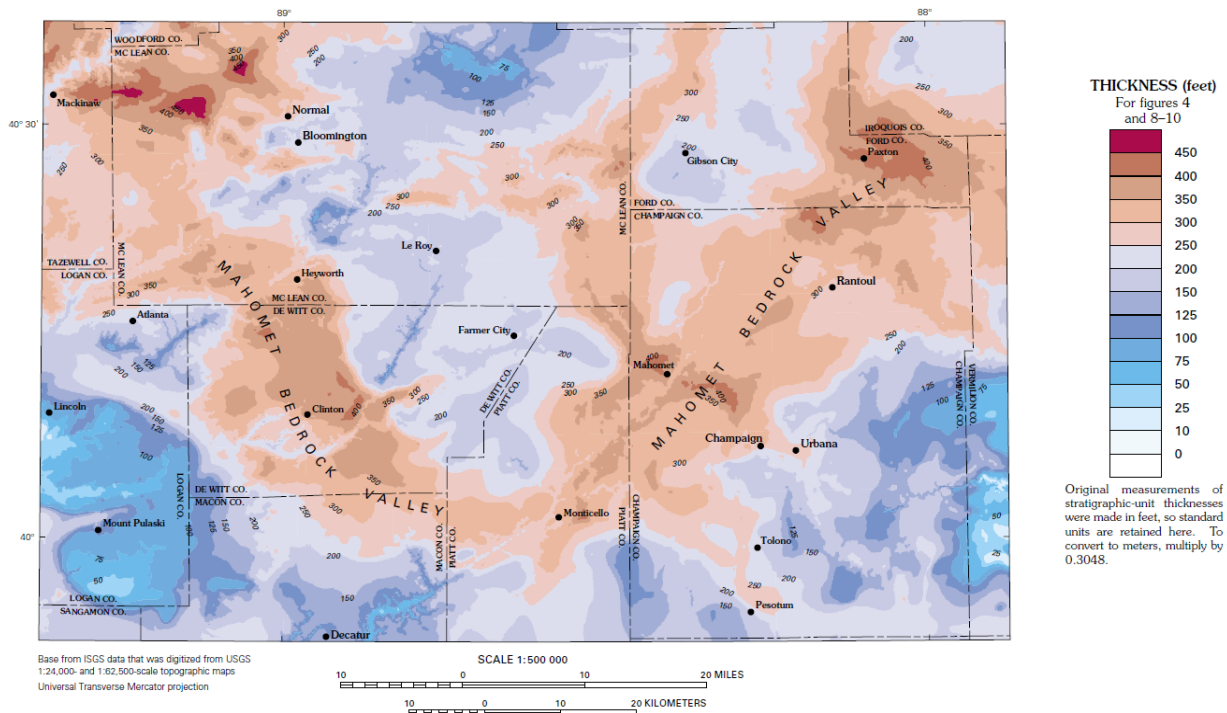 89°
88°
WOODFORD CO.
MC LEAN CO.
Mackinaw
Normal
40° 30'
Bloomington
Gibson City
IROQUOIS CO.
FORD CO.
Paxton
MC LEAN CO.
FORD CO.
CHAMPAIGN CO.
Le Roy
TAZEWELL CO.
LOGAN CO.
MC LEAN CO.
Heyworth
Rantoul
MC LEAN CO.
DE WITT CO.
Atlanta
Farmer City
MAHOMET BEDROCK VALLEY
MAHOMET BEDROCK VALLEY
Mahomet
DE WITT CO.
PIATT CO.
VERMILION CO.
CHAMPAIGN CO.
Lincoln
Clinton
Champaign
Urbana
LOGAN CO.
DE WITT CO.
MACON CO.
Mount Pulaski
Monticello
CHAMPAIGN CO.
PIATT CO.
40°
MACON CO.
PIATT CO.
Tolono
LOGAN CO.
SANGAMON CO.
Pesotum
Decatur
THICKNESS (feet)
For figures 4
and 8–10
450
400
350
300
250
200
150
125
100
75
50
25
10
0
Original measurements of
stratigraphic-unit thicknesses
were made in feet, so standard
units are retained here. To
convert to meters, multiply by
0.3048.
Base from ISGS data that was digitized from USGS
1:24,000- and 1:62,500-scale topographic maps
Universal Transverse Mercator projection
SCALE 1:500 000
10 0 10 20 MILES
10 0 10 20 KILOMETERS